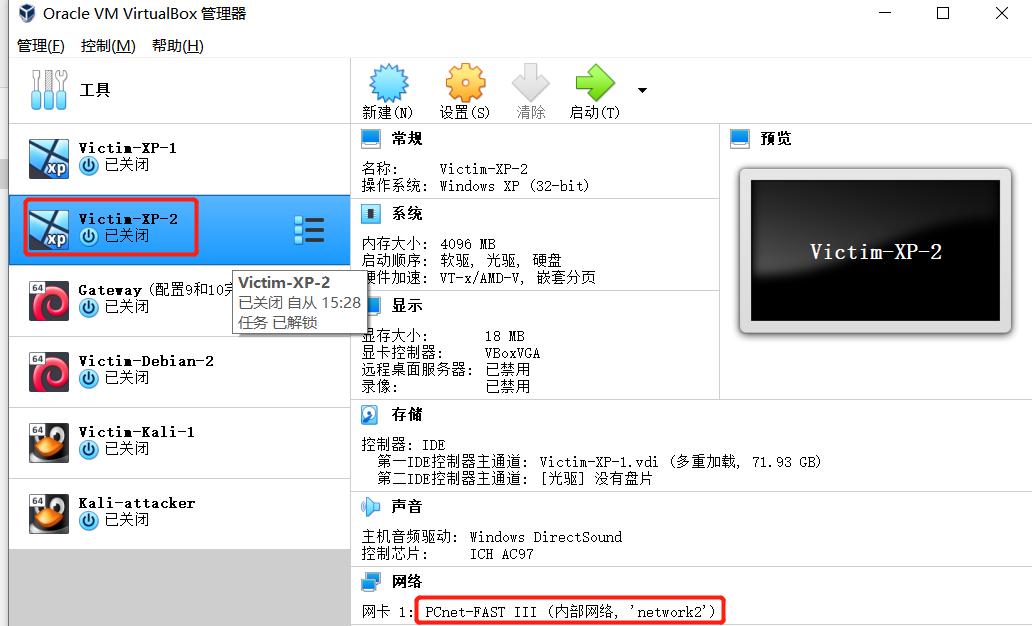 Oracle VM VirtualBox 管理器
管理(F) 控制(M) 帮助(H)
工具
新建(N) 设置(S) 清除 启动(T)
Victim-XP-1
已关闭
Victim-XP-2
已关闭
Gateway (配置9和10
已关闭
Victim-XP-2
已关闭 自从 15:28
任务 已解锁
Victim-Debian-2
已关闭
Victim-Kali-1
已关闭
Kali-attacker
已关闭
常规
名称: Victim-XP-2
操作系统: Windows XP (32-bit)
系统
内存大小: 4096 MB
启动顺序: 软驱, 光驱, 硬盘
硬件加速: VT-x/AMD-V, 嵌套分页
显示
显存大小: 18 MB
显卡控制器: VBoxVGA
远程桌面服务器: 已禁用
录像: 已禁用
预览
Victim-XP-2
存储
控制器: IDE
第一IDE控制器主通道: Victim-XP-1.vdi (多重加载, 71.93 GB)
第二IDE控制器主通道: [光驱] 没有盘片
声音
主机音频驱动: Windows DirectSound
控制芯片: ICH AC97
网络
网卡 1: PCnet-FAST III (内部网络, 'network2')